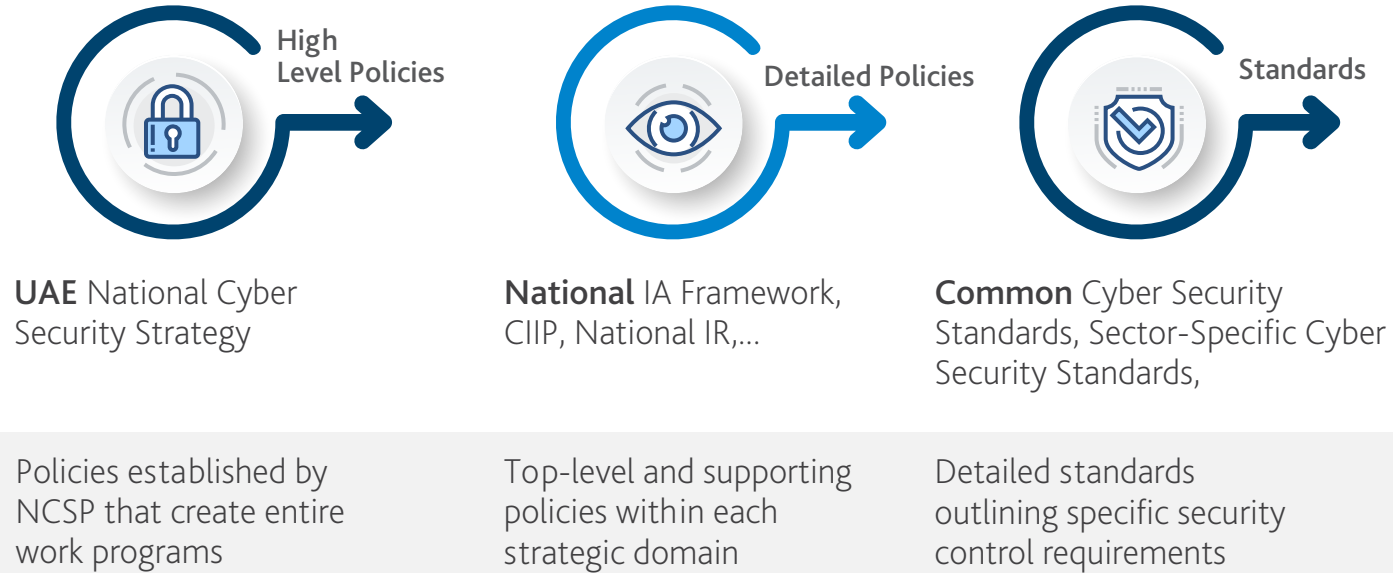 High
Level Policies
Detailed Policies
Standards
UAE National Cyber
Security Strategy
National IA Framework,
CIIP, National IR,...
Common Cyber Security
Standards, Sector-Specific Cyber
Security Standards,
Policies established by
NCSP that create entire
work programs
Top-level and supporting
policies within each
strategic domain
Detailed standards
outlining specific security
control requirements